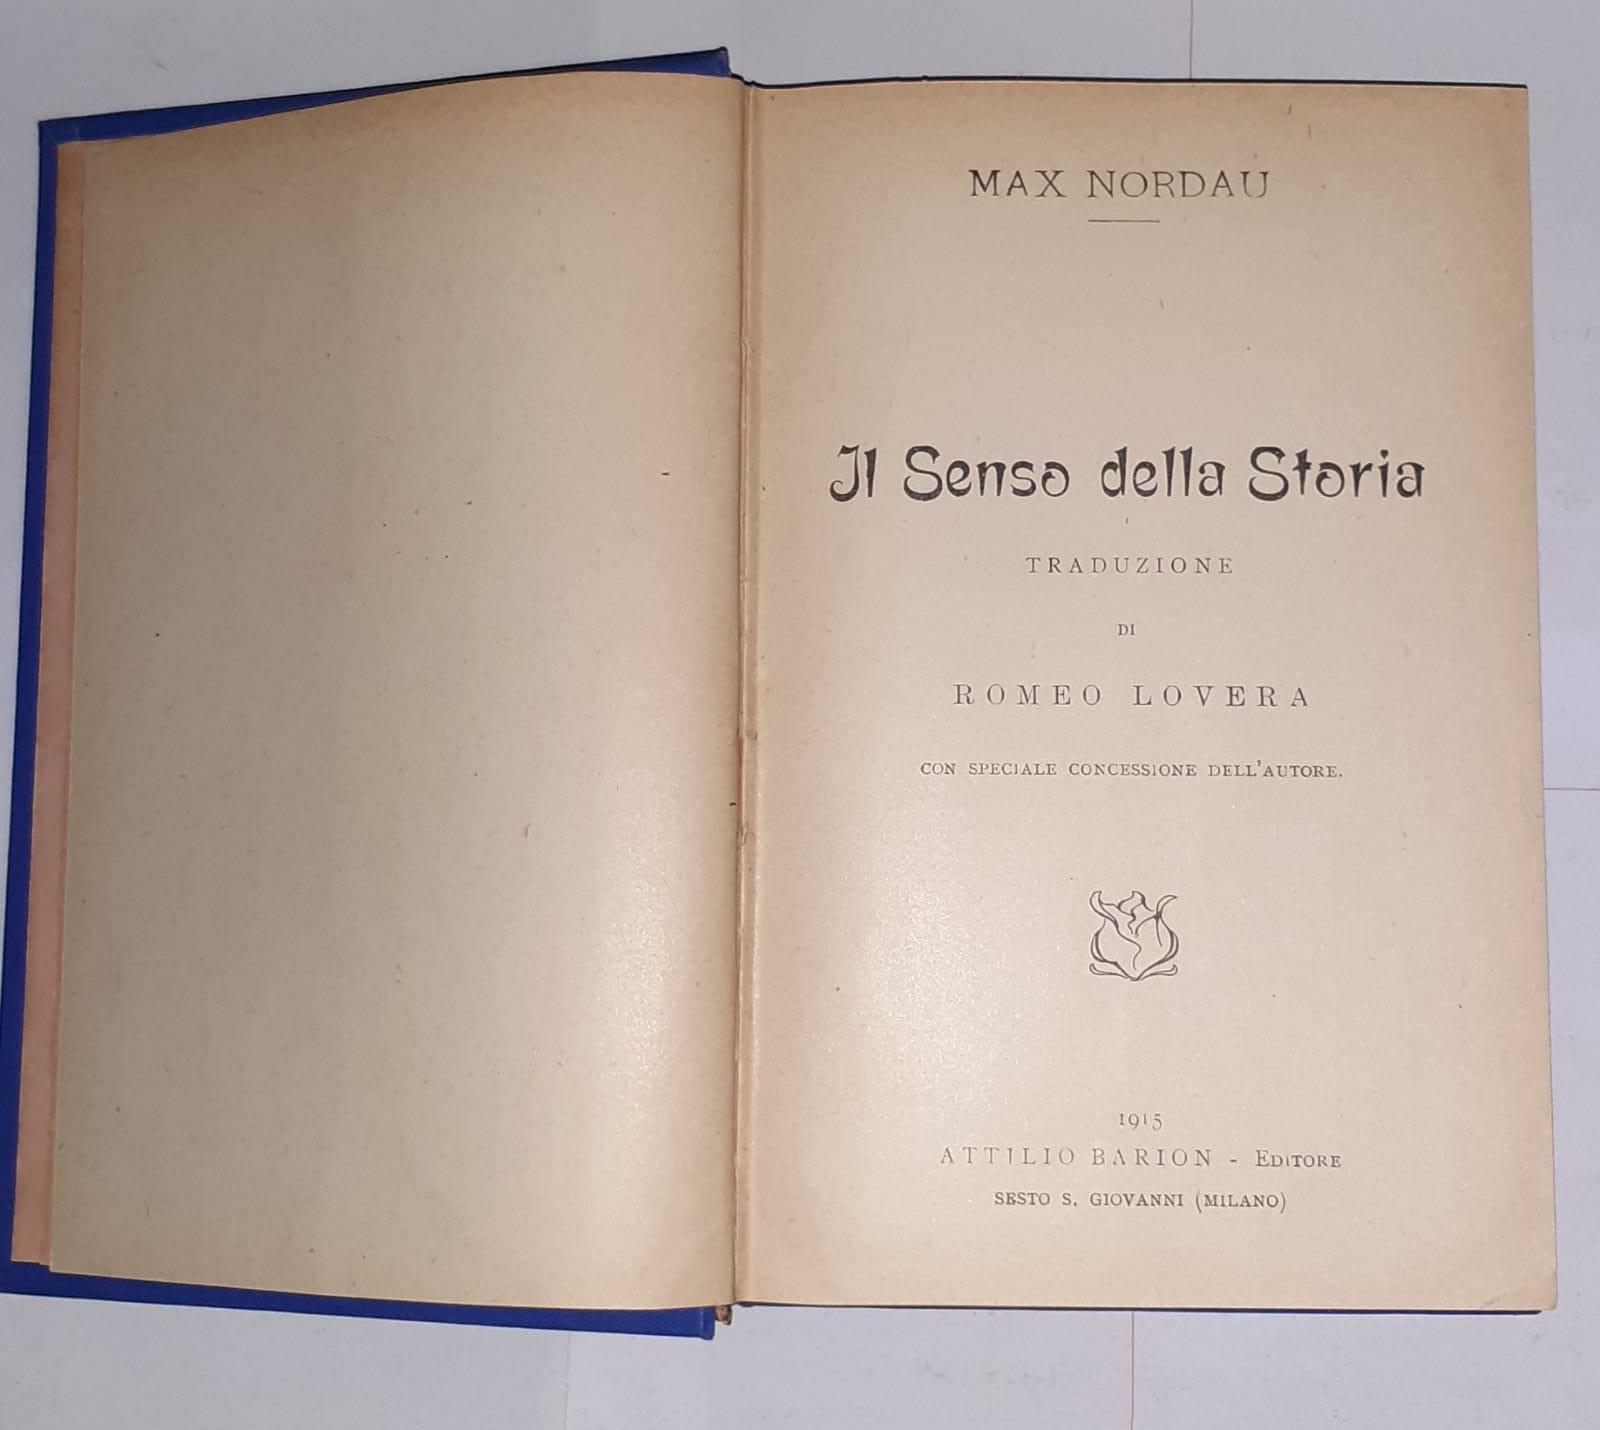 MAX NORDAU
Il Senso della Storia
TRADUZIONE
DI
ROMEO LOVERA
CON SPECIALE CONCESSIONE DELL'AUTORE.
1915
ATTILIO BARION - EDITORE
SESTO S. GIOVANNI (MILANO)